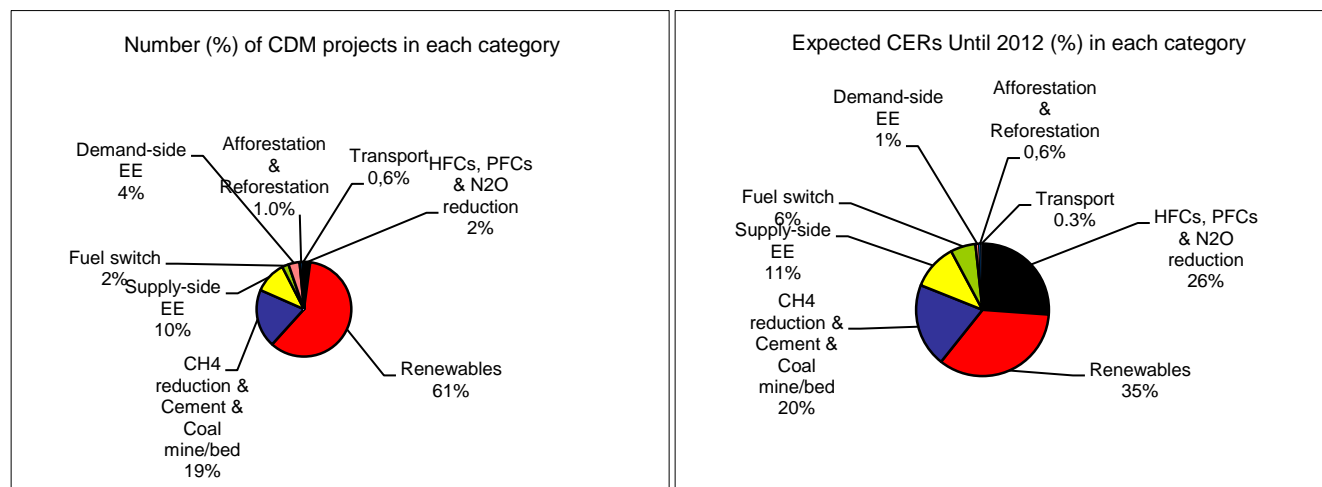 Number (%) of CDM projects in each category
Demand-side
EE
4%
Afforestation
&
Reforestation
1.0%
Transport
0,6%
HFCs, PFCs
& N2O
reduction
2%
Fuel switch
2%
Supply-side
EE
10%
CH4
reduction &
Cement &
Coal
mine/bed
19%
Renewables
61%
Expected CERs Until 2012 (%) in each category
Demand-side
EE
1%
Afforestation
&
Reforestation
0,6%
Fuel switch
6%
Transport
0.3%
HFCs, PFCs
& N2O
reduction
26%
Supply-side
EE
11%
CH4
reduction &
Cement &
Coal
mine/bed
20%
Renewables
35%